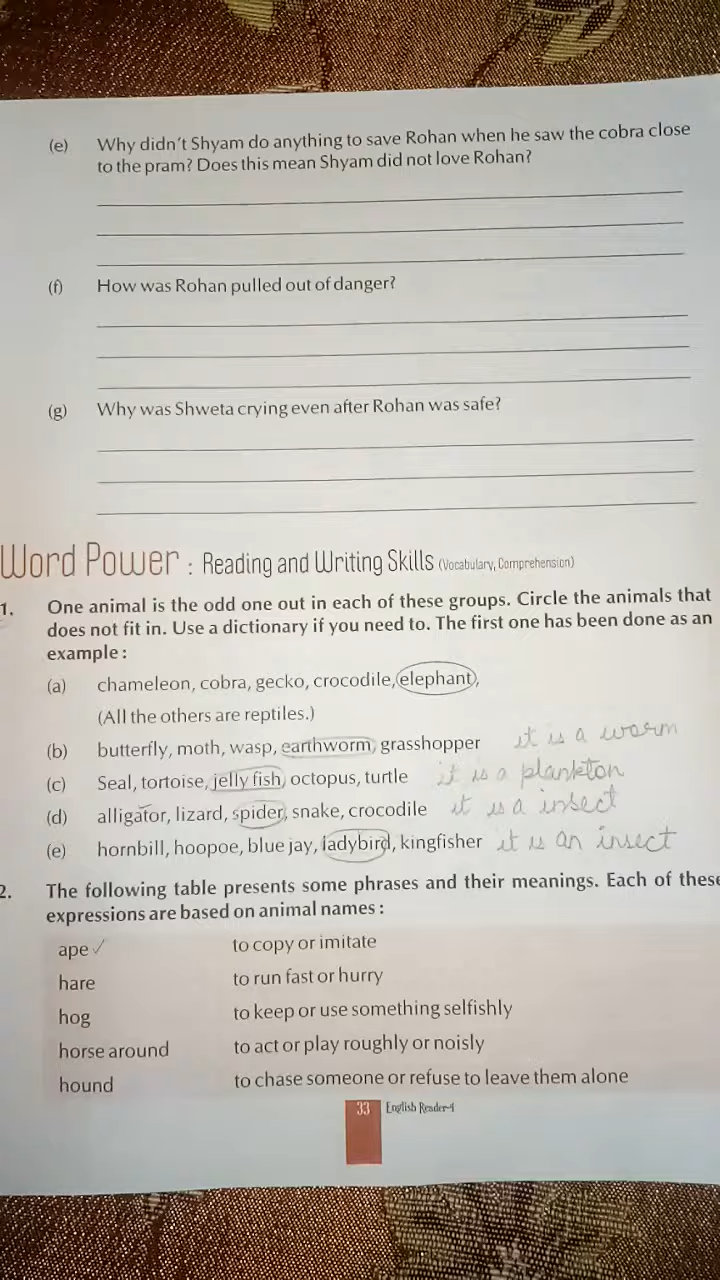 (e) Why didn't Shyam do anything to save Rohan when he saw the cobra close
to the pram? Does this mean Shyam did not love Rohan?
(f) How was Rohan pulled out of danger?
(g) Why was Shweta crying even after Rohan was safe?
Word Power : Reading and Writing Skills (Vocabulary, Comprehension)
1. One animal is the odd one out in each of these groups. Circle the animals that
does not fit in. Use a dictionary if you need to. The first one has been done as an
example :
(a) chameleon, cobra, gecko, crocodile, elephant,
(All the others are reptiles.)
(b) butterfly, moth, wasp, earthworm, grasshopper it is a worm
(c) Seal, tortoise, jelly fish, octopus, turtle it is a plankton
(d) alligator, lizard, spider, snake, crocodile it is a insect
(e) hornbill, hoopoe, blue jay, ladybird, kingfisher it is an insect
2. The following table presents some phrases and their meanings. Each of these
expressions are based on animal names :
ape ✓ to copy or imitate
hare to run fast or hurry
hog to keep or use something selfishly
horse around to act or play roughly or noisly
hound to chase someone or refuse to leave them alone
33 English Reader-4